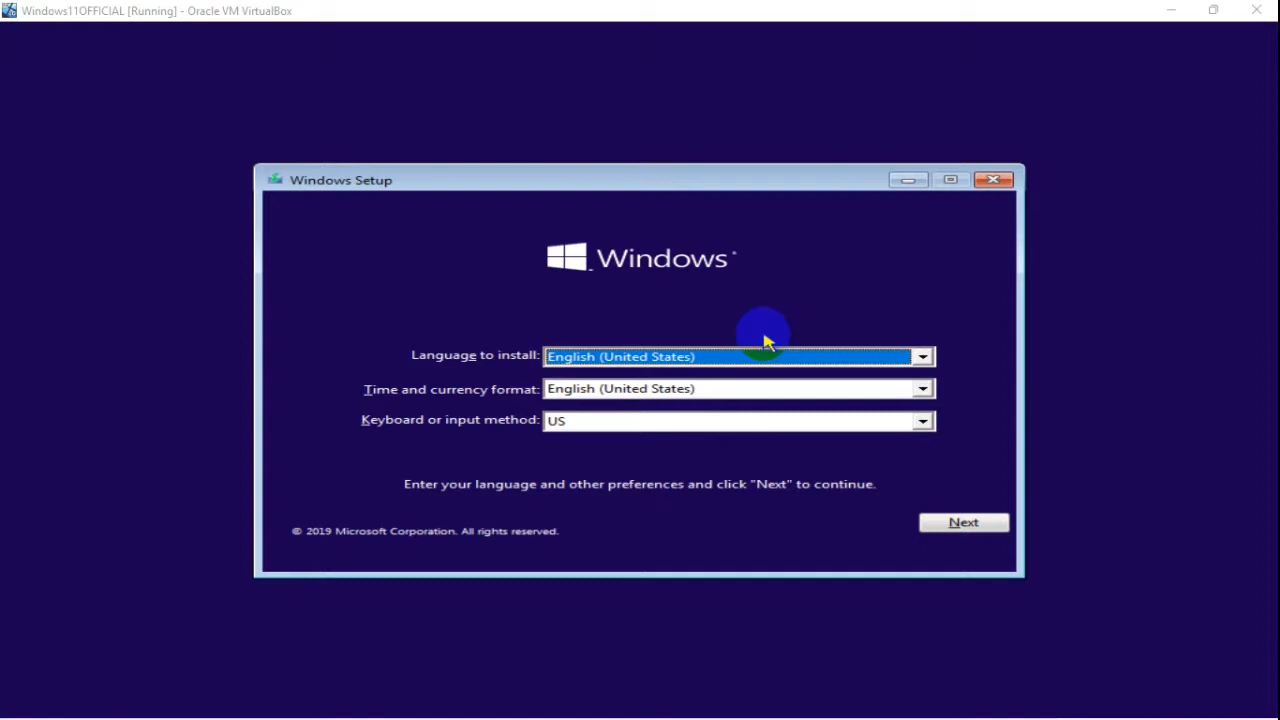 Windows11OFFICIAL [Running] - Oracle VM VirtualBox
Windows Setup
Windows
Language to install: English (United States)
Time and currency format: English (United States)
Keyboard or input method: US
Enter your language and other preferences and click "Next" to continue.
© 2019 Microsoft Corporation. All rights reserved.
Next